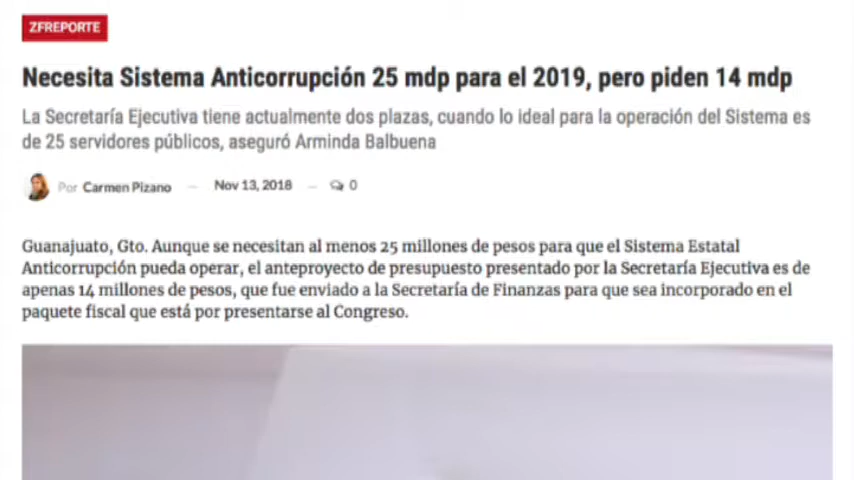 ZFREPORTE
Necesita Sistema Anticorrupción 25 mdp para el 2019, pero piden 14 mdp
La Secretaría Ejecutiva tiene actualmente dos plazas, cuando lo ideal para la operación del Sistema es
de 25 servidores públicos, aseguró Arminda Balbuena
Por Carmen Pizano — Nov 13, 2018 — 0
Guanajuato, Gto. Aunque se necesitan al menos 25 millones de pesos para que el Sistema Estatal
Anticorrupción pueda operar, el anteproyecto de presupuesto presentado por la Secretaría Ejecutiva es de
apenas 14 millones de pesos, que fue enviado a la Secretaría de Finanzas para que sea incorporado en el
paquete fiscal que está por presentarse al Congreso.